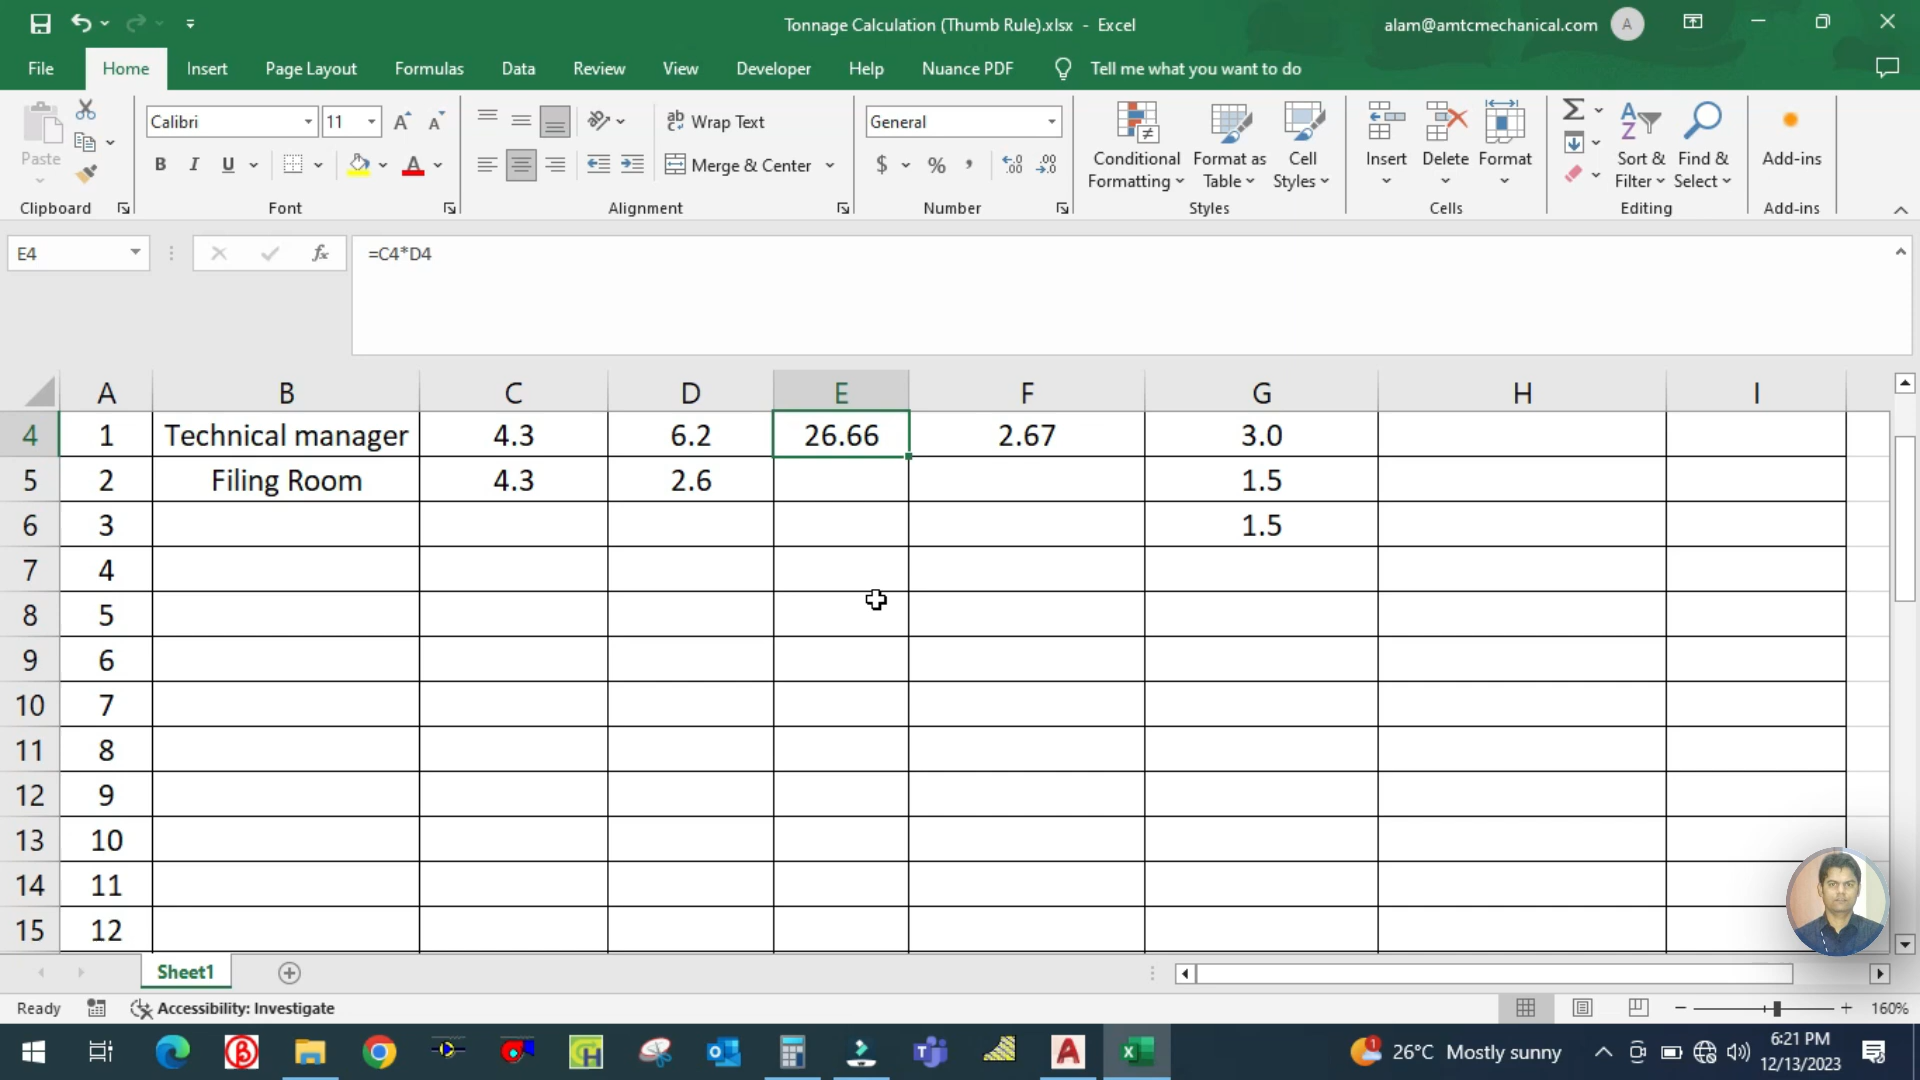 Tonnage Calculation (Thumb Rule).xlsx - Excel
alam@amtcmechanical.com A
File Home Insert Page Layout Formulas Data Review View Developer Help Nuance PDF Tell me what you want to do
Paste
Clipboard
Calibri 11
B I U A
Font
Wrap Text
Merge & Center
Alignment
General
$ % ,
Number
Conditional Formatting
Format as Table
Cell Styles
Styles
Insert Delete Format
Cells
Sort & Filter
Find & Select
Editing
Add-ins
Add-ins
E4 fx =C4*D4
A B C D E F G H I
4 1 Technical manager 4.3 6.2 26.66 2.67 3.0
5 2 Filing Room 4.3 2.6 1.5
6 3 1.5
7 4
8 5
9 6
10 7
11 8
12 9
13 10
14 11
15 12
Sheet1
Ready Accessibility: Investigate 160%
26°C Mostly sunny
6:21 PM
12/13/2023